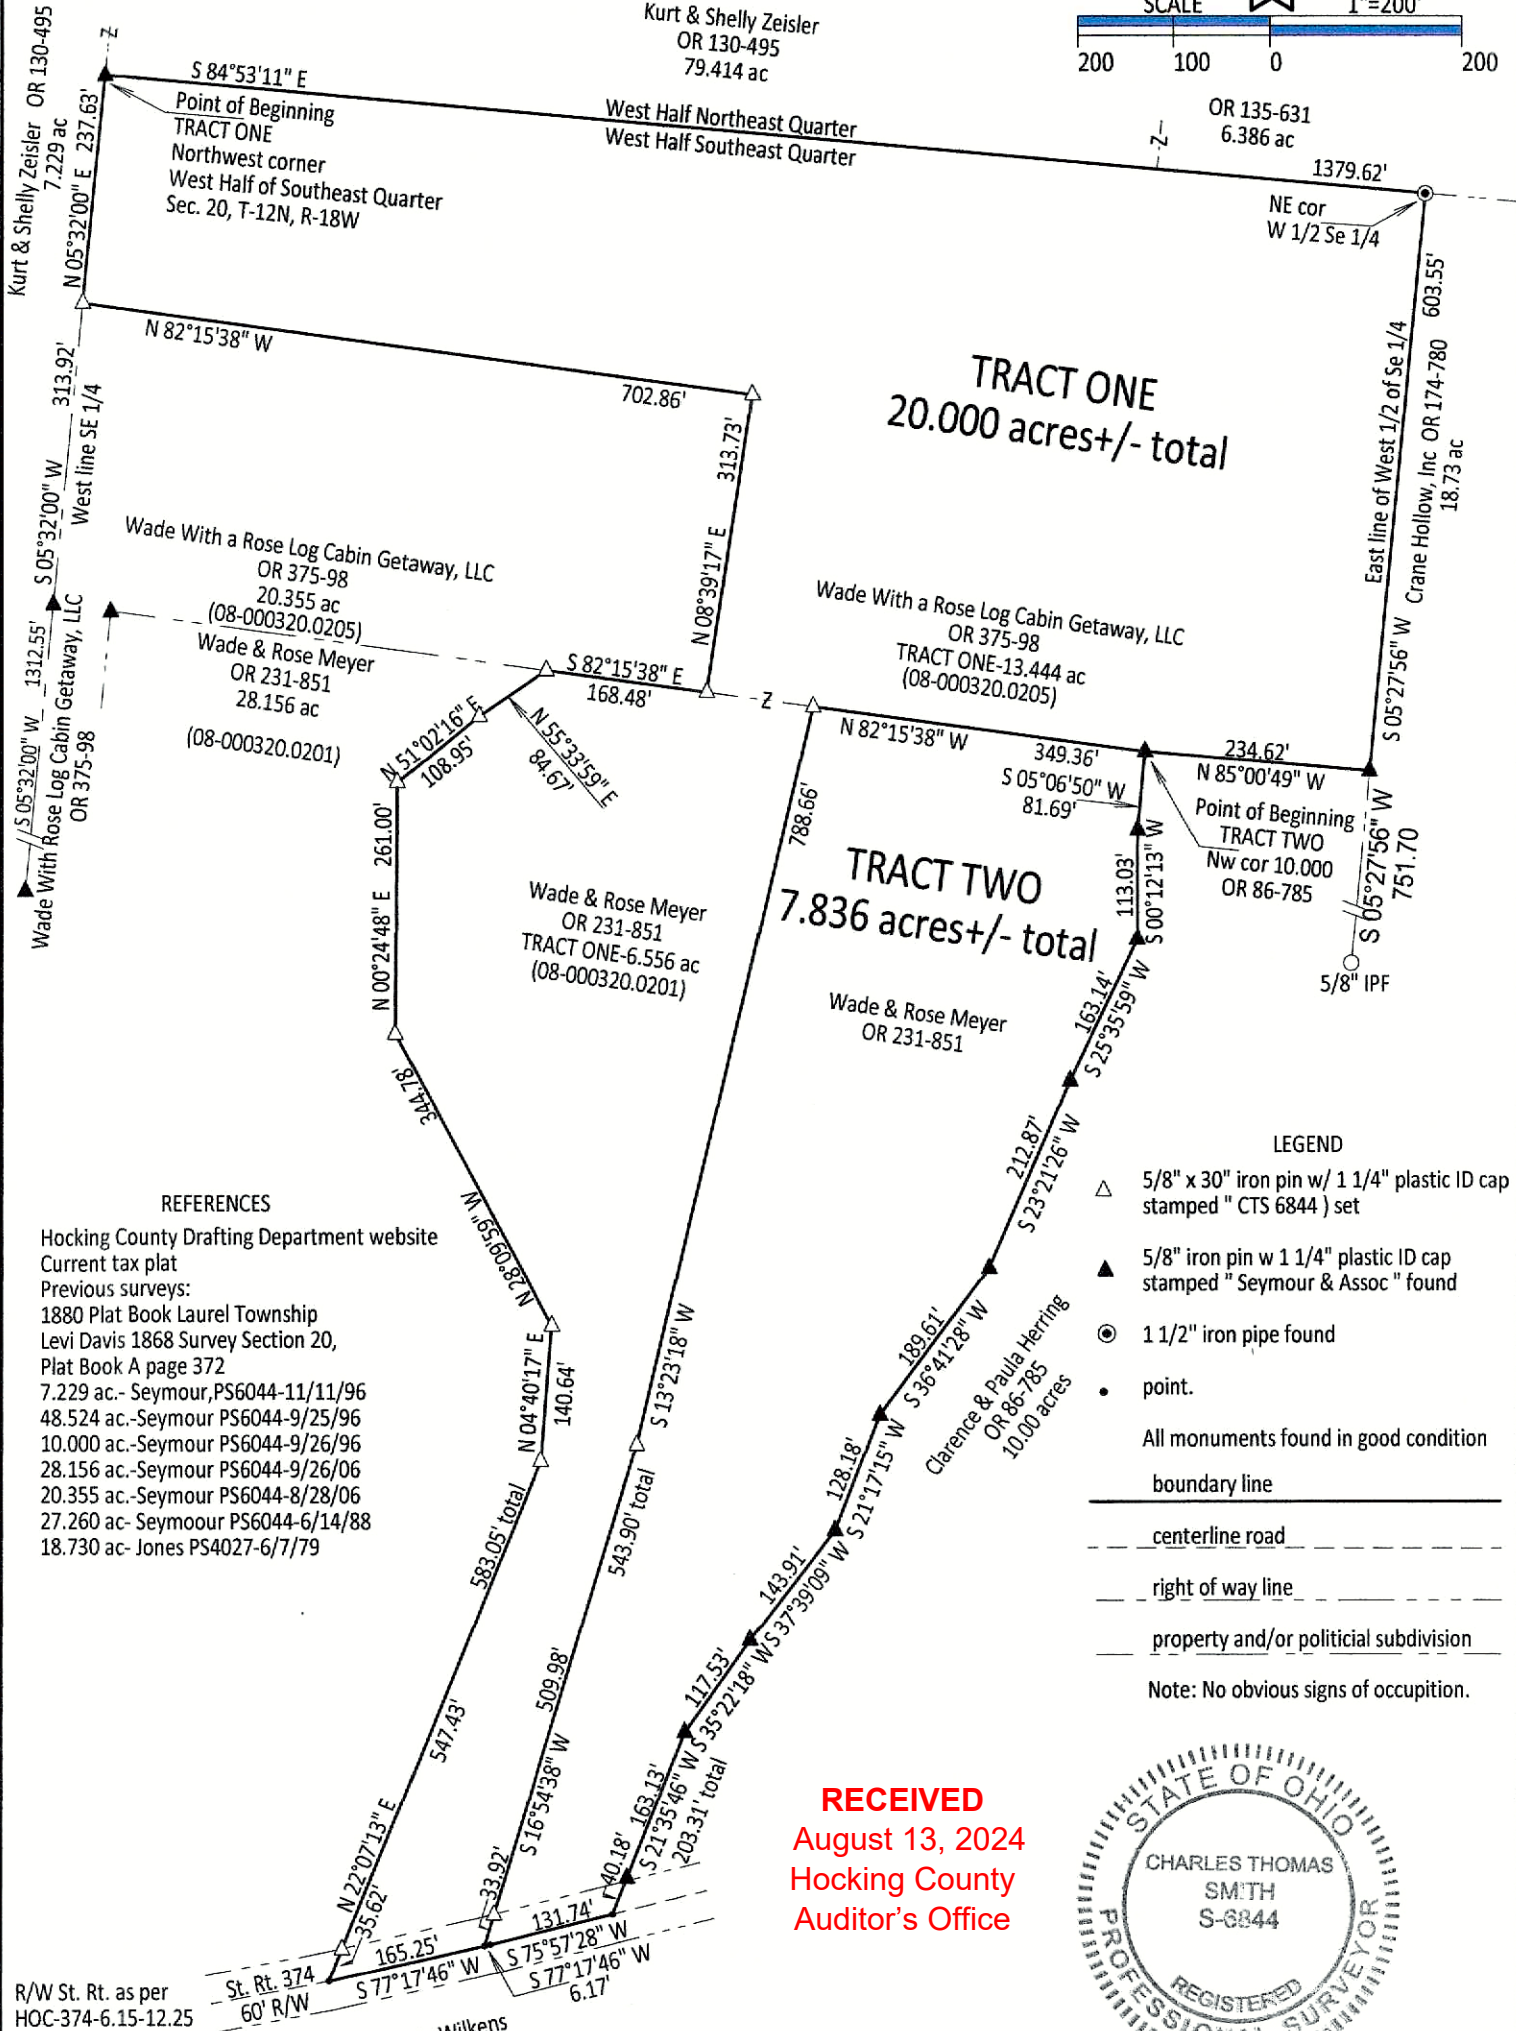 SCALE
1"=200'
200
100
0
200
Kurt & Shelly Zeisler
OR 130-495
79.414 ac
OR 135-631
6.386 ac
Kurt & Shelly Zeisler OR 130-495
7.229 ac
N 05°32'00" E 237.63'
S 84°53'11" E
1379.62'
West Half Northeast Quarter
West Half Southeast Quarter
Point of Beginning
TRACT ONE
Northwest corner
West Half of Southeast Quarter
Sec. 20, T-12N, R-18W
NE cor
W 1/2 Se 1/4
603.55'
East line of West 1/2 of Se 1/4
S 05°27'56" W
Crane Hollow, Inc OR 174-780
18.73 ac
N 82°15'38" W
702.86'
TRACT ONE
20.000 acres+/- total
313.73'
N 08°39'17" E
313.92'
S 05°32'00" W
West line SE 1/4
Wade With a Rose Log Cabin Getaway, LLC
OR 375-98
20.355 ac
(08-000320.0205)
Wade & Rose Meyer
OR 231-851
28.156 ac
(08-000320.0201)
S 05°32'00" W 1312.55'
Wade With Rose Log Cabin Getaway, LLC
OR 375-98
Wade With a Rose Log Cabin Getaway, LLC
OR 375-98
TRACT ONE-13.444 ac
(08-000320.0205)
S 82°15'38" E
168.48'
N 55°33'59" E
84.67'
N 51°02'16" E
108.95'
N 82°15'38" W
349.36'
234.62'
N 85°00'49" W
S 05°06'50" W
81.69'
Point of Beginning
TRACT TWO
Nw cor 10.000
OR 86-785
S 05°27'56" W
751.70
5/8" IPF
N 00°24'48" E 261.00'
788.66'
TRACT TWO
7.836 acres+/- total
113.03'
S 00°12'13" W
Wade & Rose Meyer
OR 231-851
TRACT ONE-6.556 ac
(08-000320.0201)
Wade & Rose Meyer
OR 231-851
163.14'
S 25°35'59" W
344.78'
N 28°09'59" W
212.87'
S 23°21'26" W
189.61'
S 36°41'28" W
Clarence & Paula Herring
OR 86-785
10.00 acres
S 13°23'18" W
N 04°40'17" E
140.64'
128.18'
S 21°17'15" W
143.91'
S 37°39'09" W
117.53'
S 35°22'18" W
583.05' total
543.90' total
547.43'
509.98'
N 22°07'13" E
35.62'
S 16°54'38" W
33.92'
163.13'
S 21°35'46" W
203.31' total
40.18'
165.25'
131.74'
S 77°17'46" W
S 75°57'28" W
S 77°17'46" W
6.17'
St. Rt. 374
60' R/W
R/W St. Rt. as per
HOC-374-6.15-12.25
Wilkens
REFERENCES
Hocking County Drafting Department website
Current tax plat
Previous surveys:
1880 Plat Book Laurel Township
Levi Davis 1868 Survey Section 20,
Plat Book A page 372
7.229 ac.- Seymour,PS6044-11/11/96
48.524 ac.-Seymour PS6044-9/25/96
10.000 ac.-Seymour PS6044-9/26/96
28.156 ac.-Seymour PS6044-9/26/06
20.355 ac.-Seymour PS6044-8/28/06
27.260 ac- Seymoour PS6044-6/14/88
18.730 ac- Jones PS4027-6/7/79
LEGEND
5/8" x 30" iron pin w/ 1 1/4" plastic ID cap
stamped " CTS 6844 ) set
5/8" iron pin w 1 1/4" plastic ID cap
stamped " Seymour & Assoc " found
1 1/2" iron pipe found
point.
All monuments found in good condition
boundary line
centerline road
right of way line
property and/or politicial subdivision
Note: No obvious signs of occupition.
RECEIVED
August 13, 2024
Hocking County
Auditor's Office
STATE OF OHIO
CHARLES THOMAS
SMITH
S-6844
REGISTERED
PROFESSIONAL SURVEYOR